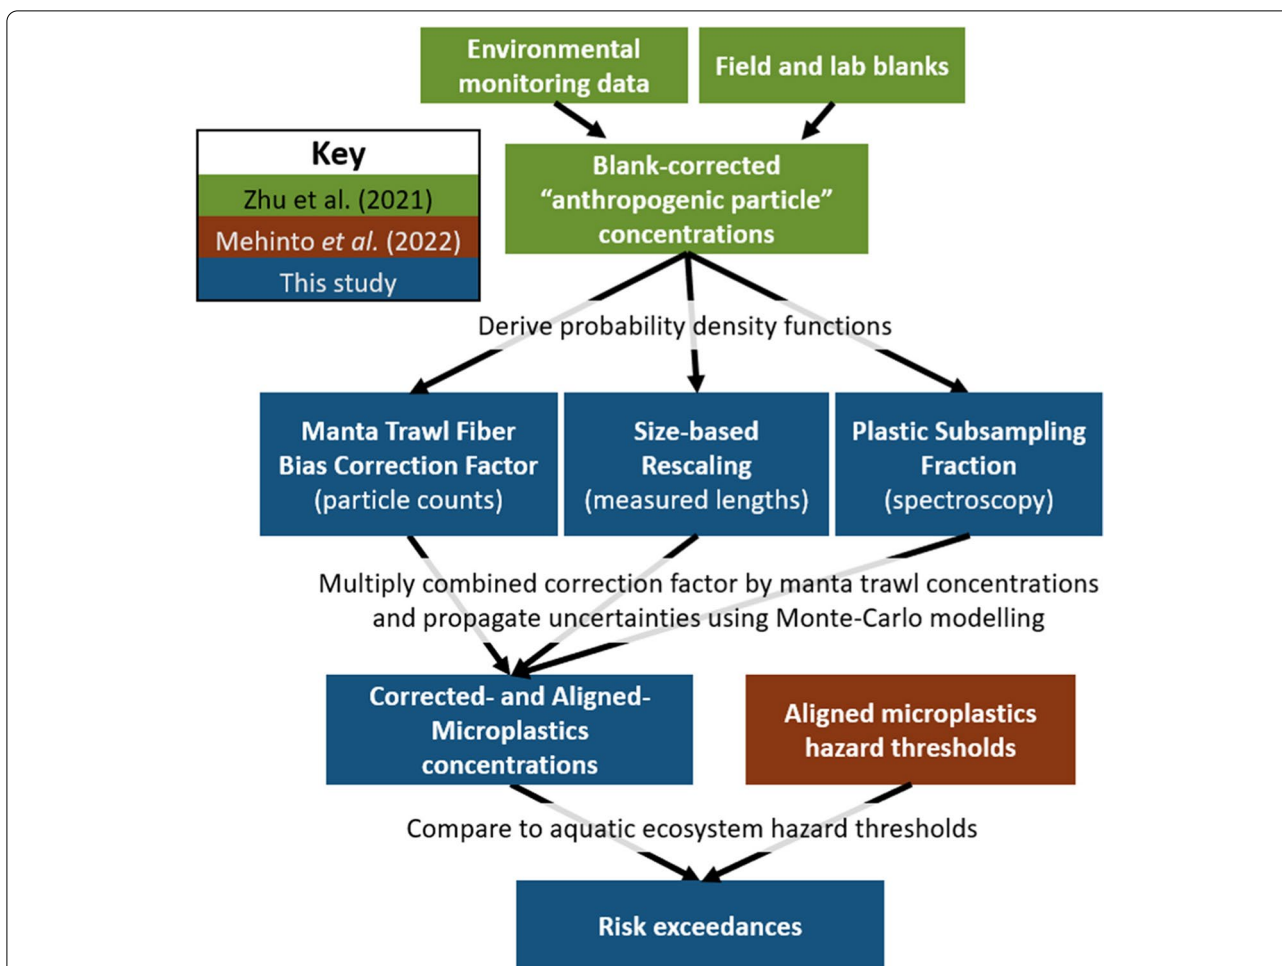 Environmental
monitoring data
Field and lab blanks
Key
Zhu et al. (2021)
Mehinto et al. (2022)
This study
Blank-corrected
“anthropogenic particle”
concentrations
Derive probability density functions
Manta Trawl Fiber
Bias Correction Factor
(particle counts)
Size-based
Rescaling
(measured lengths)
Plastic Subsampling
Fraction
(spectroscopy)
Multiply combined correction factor by manta trawl concentrations
and propagate uncertainties using Monte-Carlo modelling
Corrected- and Aligned-
Microplastics
concentrations
Aligned microplastics
hazard thresholds
Compare to aquatic ecosystem hazard thresholds
Risk exceedances